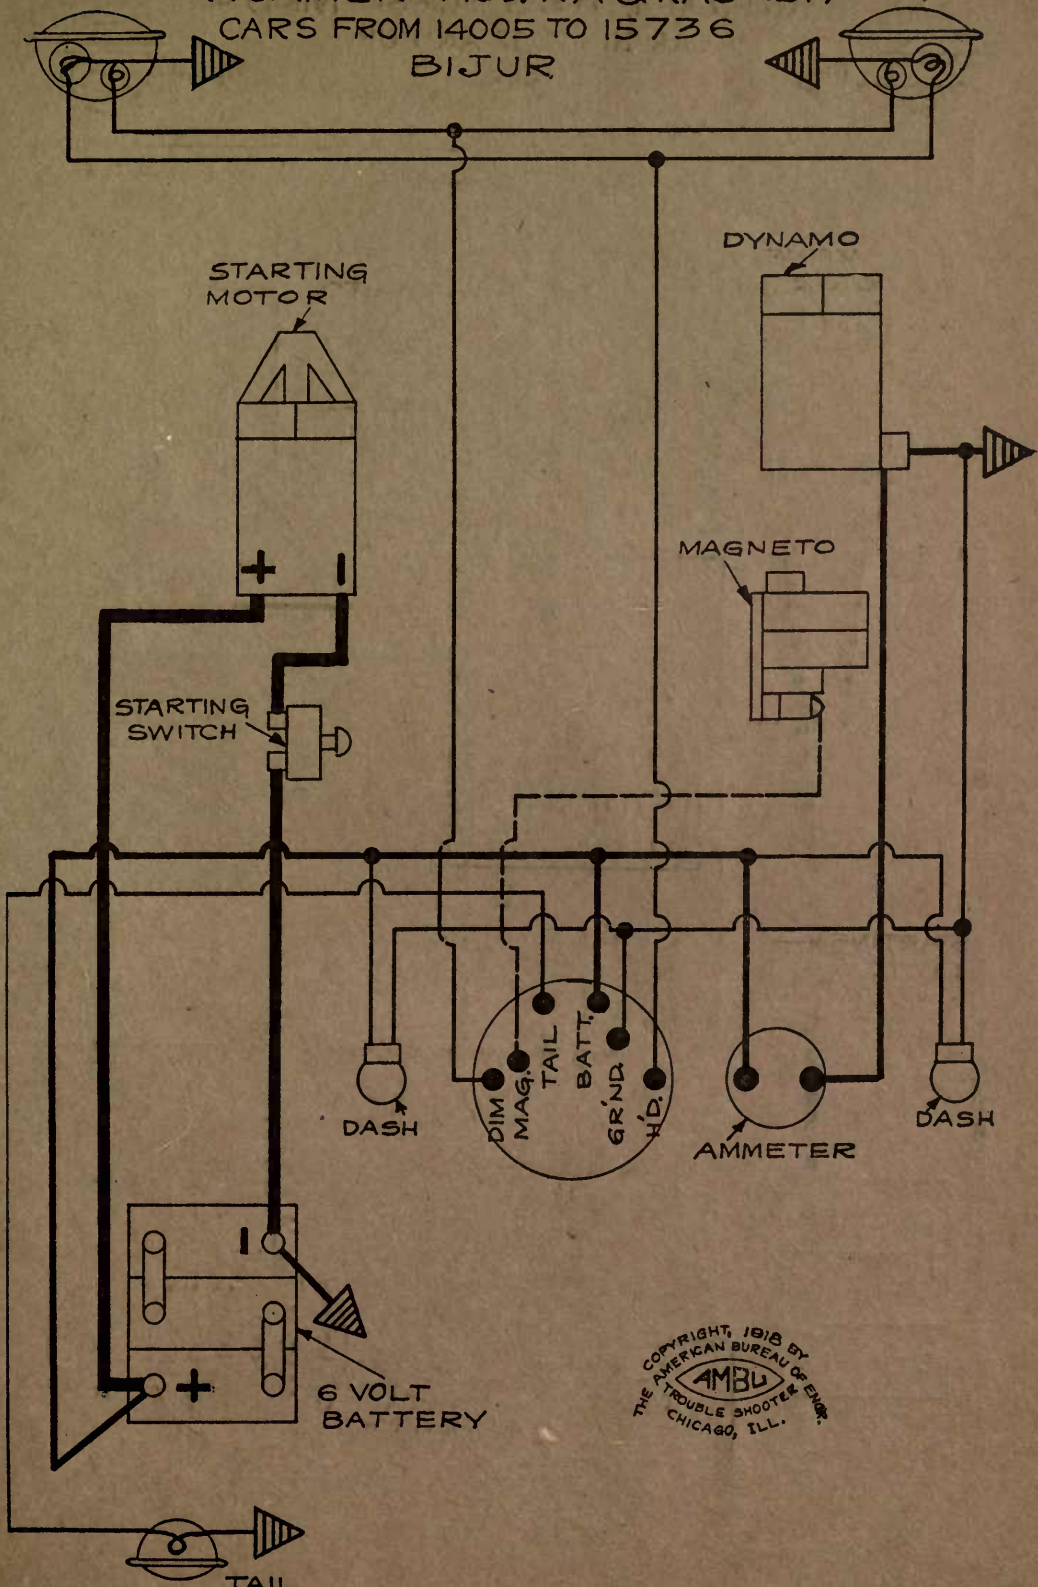 CARS FROM 14005 TO 15736
BIJUR
DYNAMO
STARTING
MOTOR
+ −
MAGNETO
STARTING
SWITCH
DIM
MAG.
TAIL
BATT.
GR'ND.
H'D.
DASH
AMMETER
DASH
−
+
6 VOLT
BATTERY
COPYRIGHT, 1918 BY
THE AMERICAN BUREAU OF ENGR.
AMBU
TROUBLE SHOOTER
CHICAGO, ILL.
TAIL